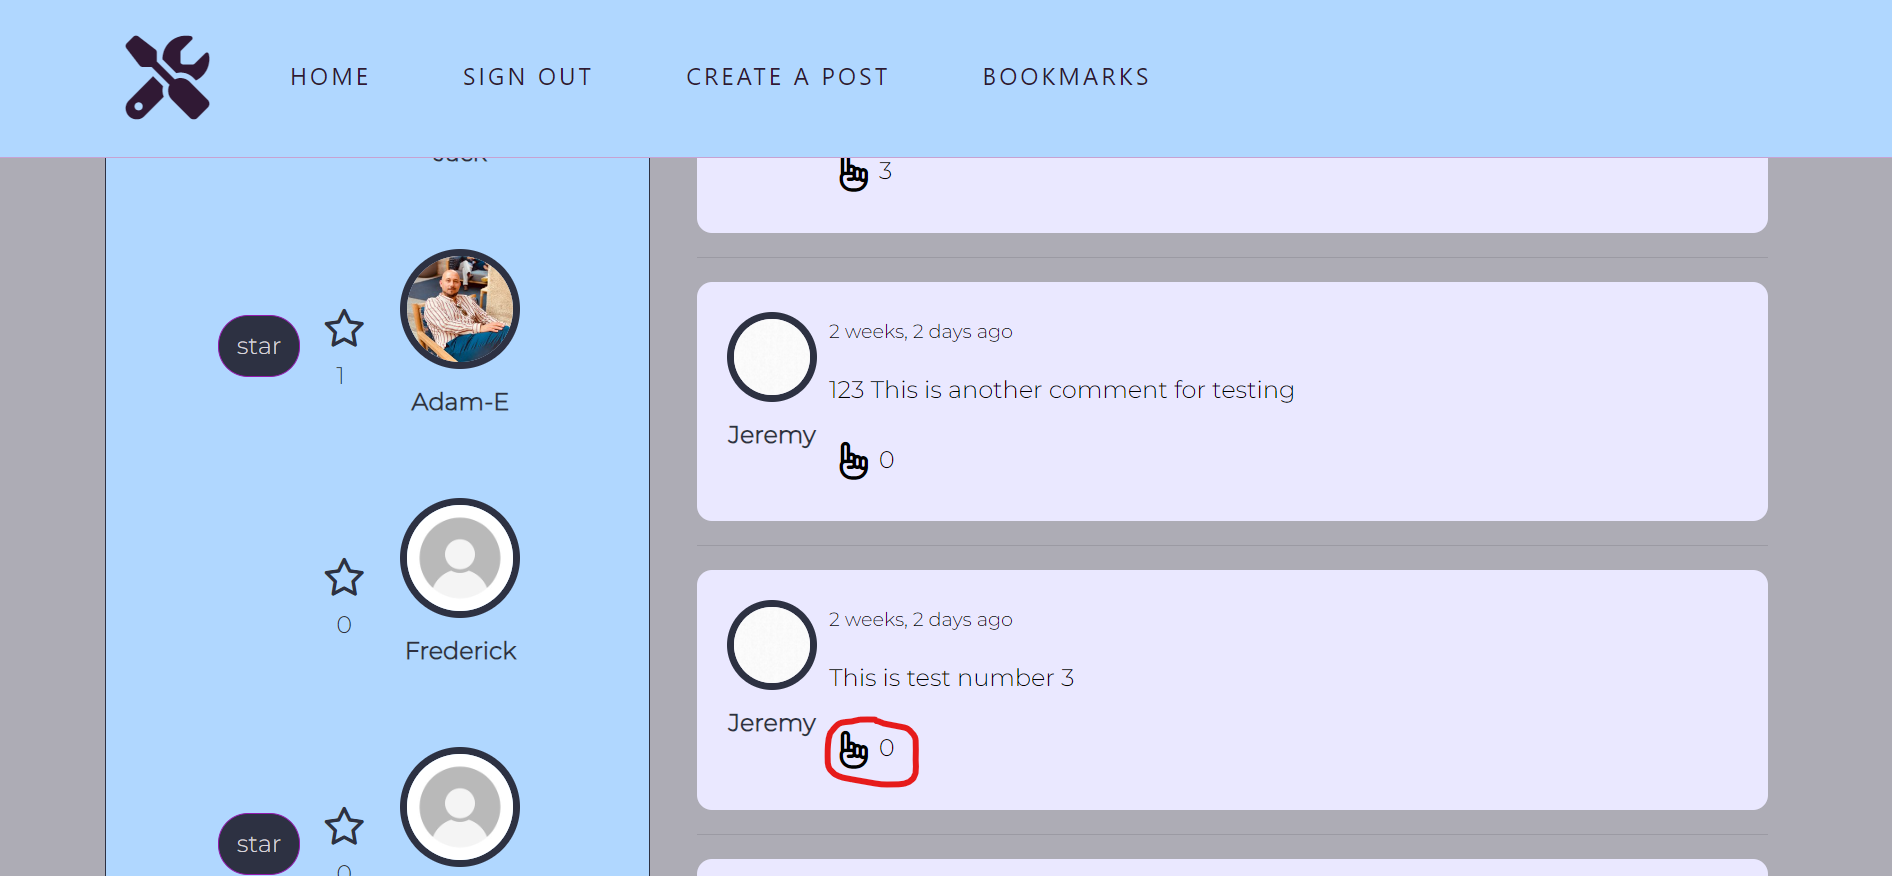 HOME SIGN OUT CREATE A POST BOOKMARKS
Jack
star
1
Adam-E
0
Frederick
star
0
3
2 weeks, 2 days ago
123 This is another comment for testing
Jeremy
0
2 weeks, 2 days ago
This is test number 3
Jeremy
0